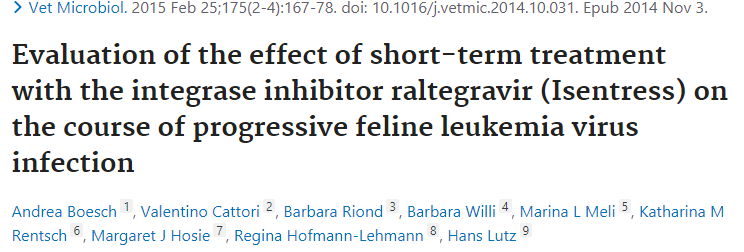 > Vet Microbiol. 2015 Feb 25;175(2-4):167-78. doi: 10.1016/j.vetmic.2014.10.031. Epub 2014 Nov 3.
Evaluation of the effect of short-term treatment
with the integrase inhibitor raltegravir (Isentress) on
the course of progressive feline leukemia virus
infection
Andrea Boesch 1, Valentino Cattori 2, Barbara Riond 3, Barbara Willi 4, Marina L Meli 5, Katharina M
Rentsch 6, Margaret J Hosie 7, Regina Hofmann-Lehmann 8, Hans Lutz 9